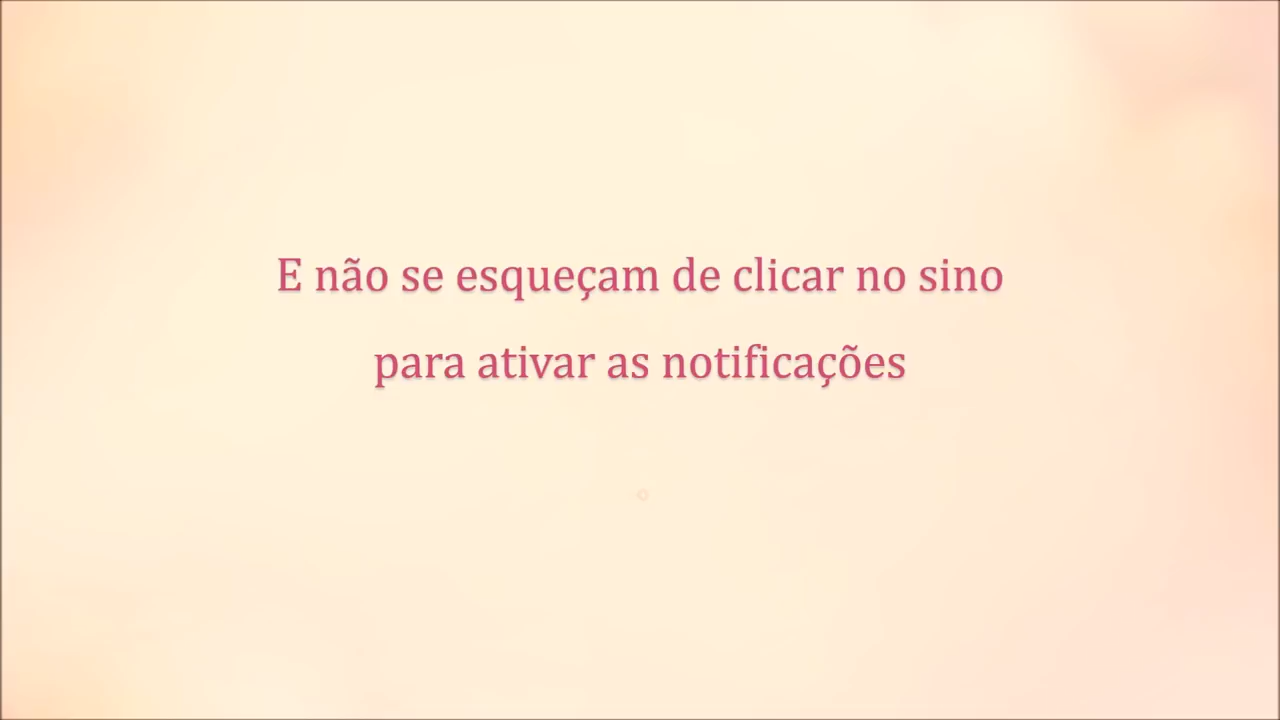 E não se esqueçam de clicar no sino
para ativar as notificações